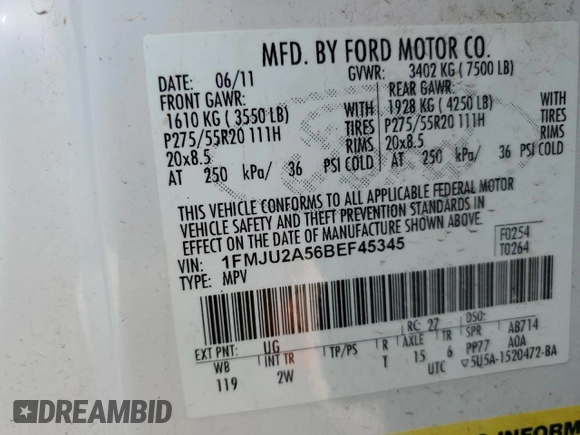 MFD. BY FORD MOTOR CO.
DATE: 06/11 GVWR: 3402 KG ( 7500 LB)
FRONT GAWR: REAR GAWR:
1610 KG ( 3550 LB) WITH 1928 KG ( 4250 LB) WITH
P275/55R20 111H TIRES P275/55R20 111H TIRES
20x8.5 RIMS 20x8.5 RIMS
AT 250 kPa/ 36 PSI COLD AT 250 kPa/ 36 PSI COLD
THIS VEHICLE CONFORMS TO ALL APPLICABLE FEDERAL MOTOR
VEHICLE SAFETY AND THEFT PREVENTION STANDARDS IN
EFFECT ON THE DATE OF MANUFACTURE SHOWN ABOVE.
VIN: 1FMJU2A56BEF45345 F0254
TYPE: MPV T0264
EXT PNT: UG RC: 27 DSO:
WB INT TR TP/PS R AXLE TR SPR AB714
119 2W T 15 6 PP77 AOA
UTC 5U5A-1520472-BA
DREAMBID
INFORM